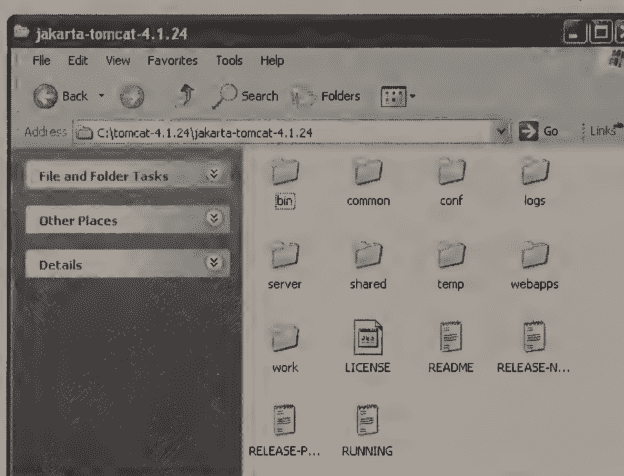 jakarta-tomcat-4.1.24
File Edit View Favorites Tools Help
Back Search Folders
Address C:\tomcat-4.1.24\jakarta-tomcat-4.1.24 Go Links
File and Folder Tasks
Other Places
Details
bin common conf logs
server shared temp webapps
work LICENSE README RELEASE-N...
RELEASE-P... RUNNING